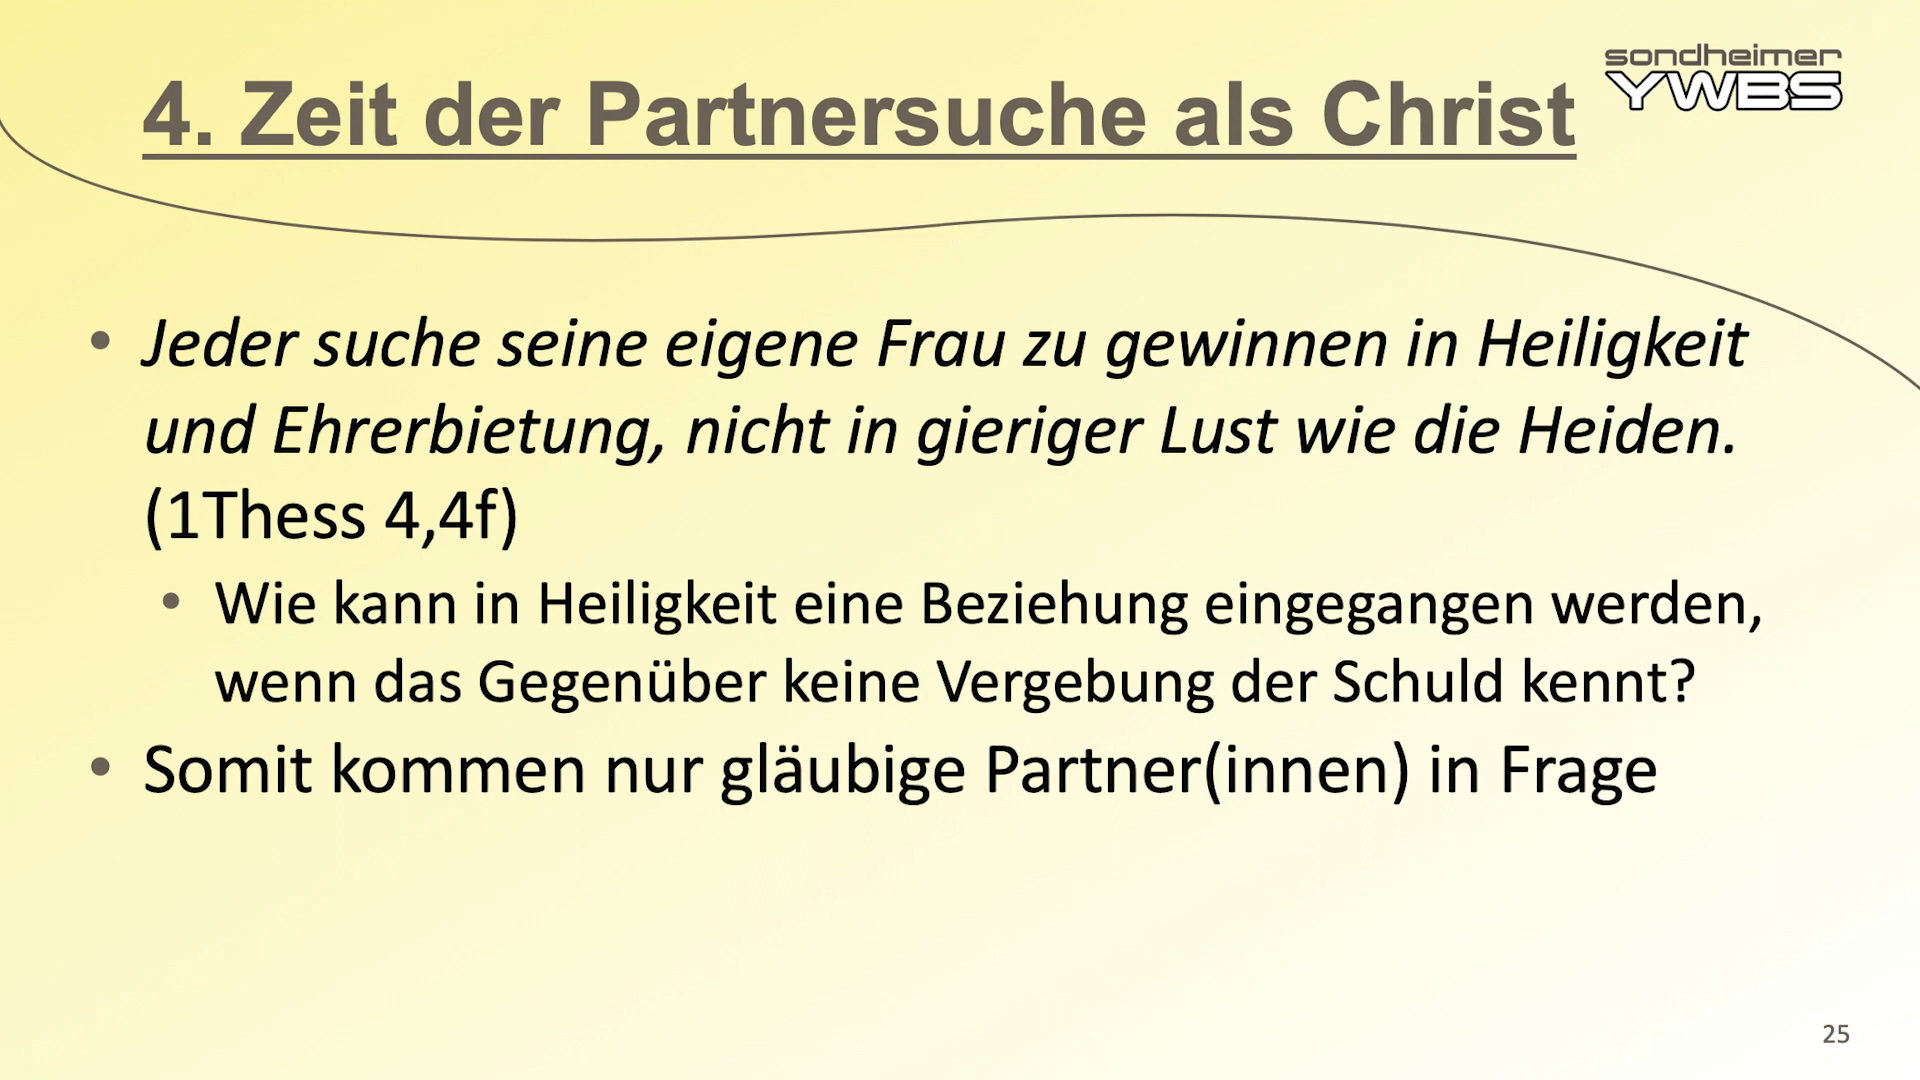 sondheimer
YWBS
4. Zeit der Partnersuche als Christ
• Jeder suche seine eigene Frau zu gewinnen in Heiligkeit
und Ehrerbietung, nicht in gieriger Lust wie die Heiden.
(1Thess 4,4f)
• Wie kann in Heiligkeit eine Beziehung eingegangen werden,
wenn das Gegenüber keine Vergebung der Schuld kennt?
• Somit kommen nur gläubige Partner(innen) in Frage
25